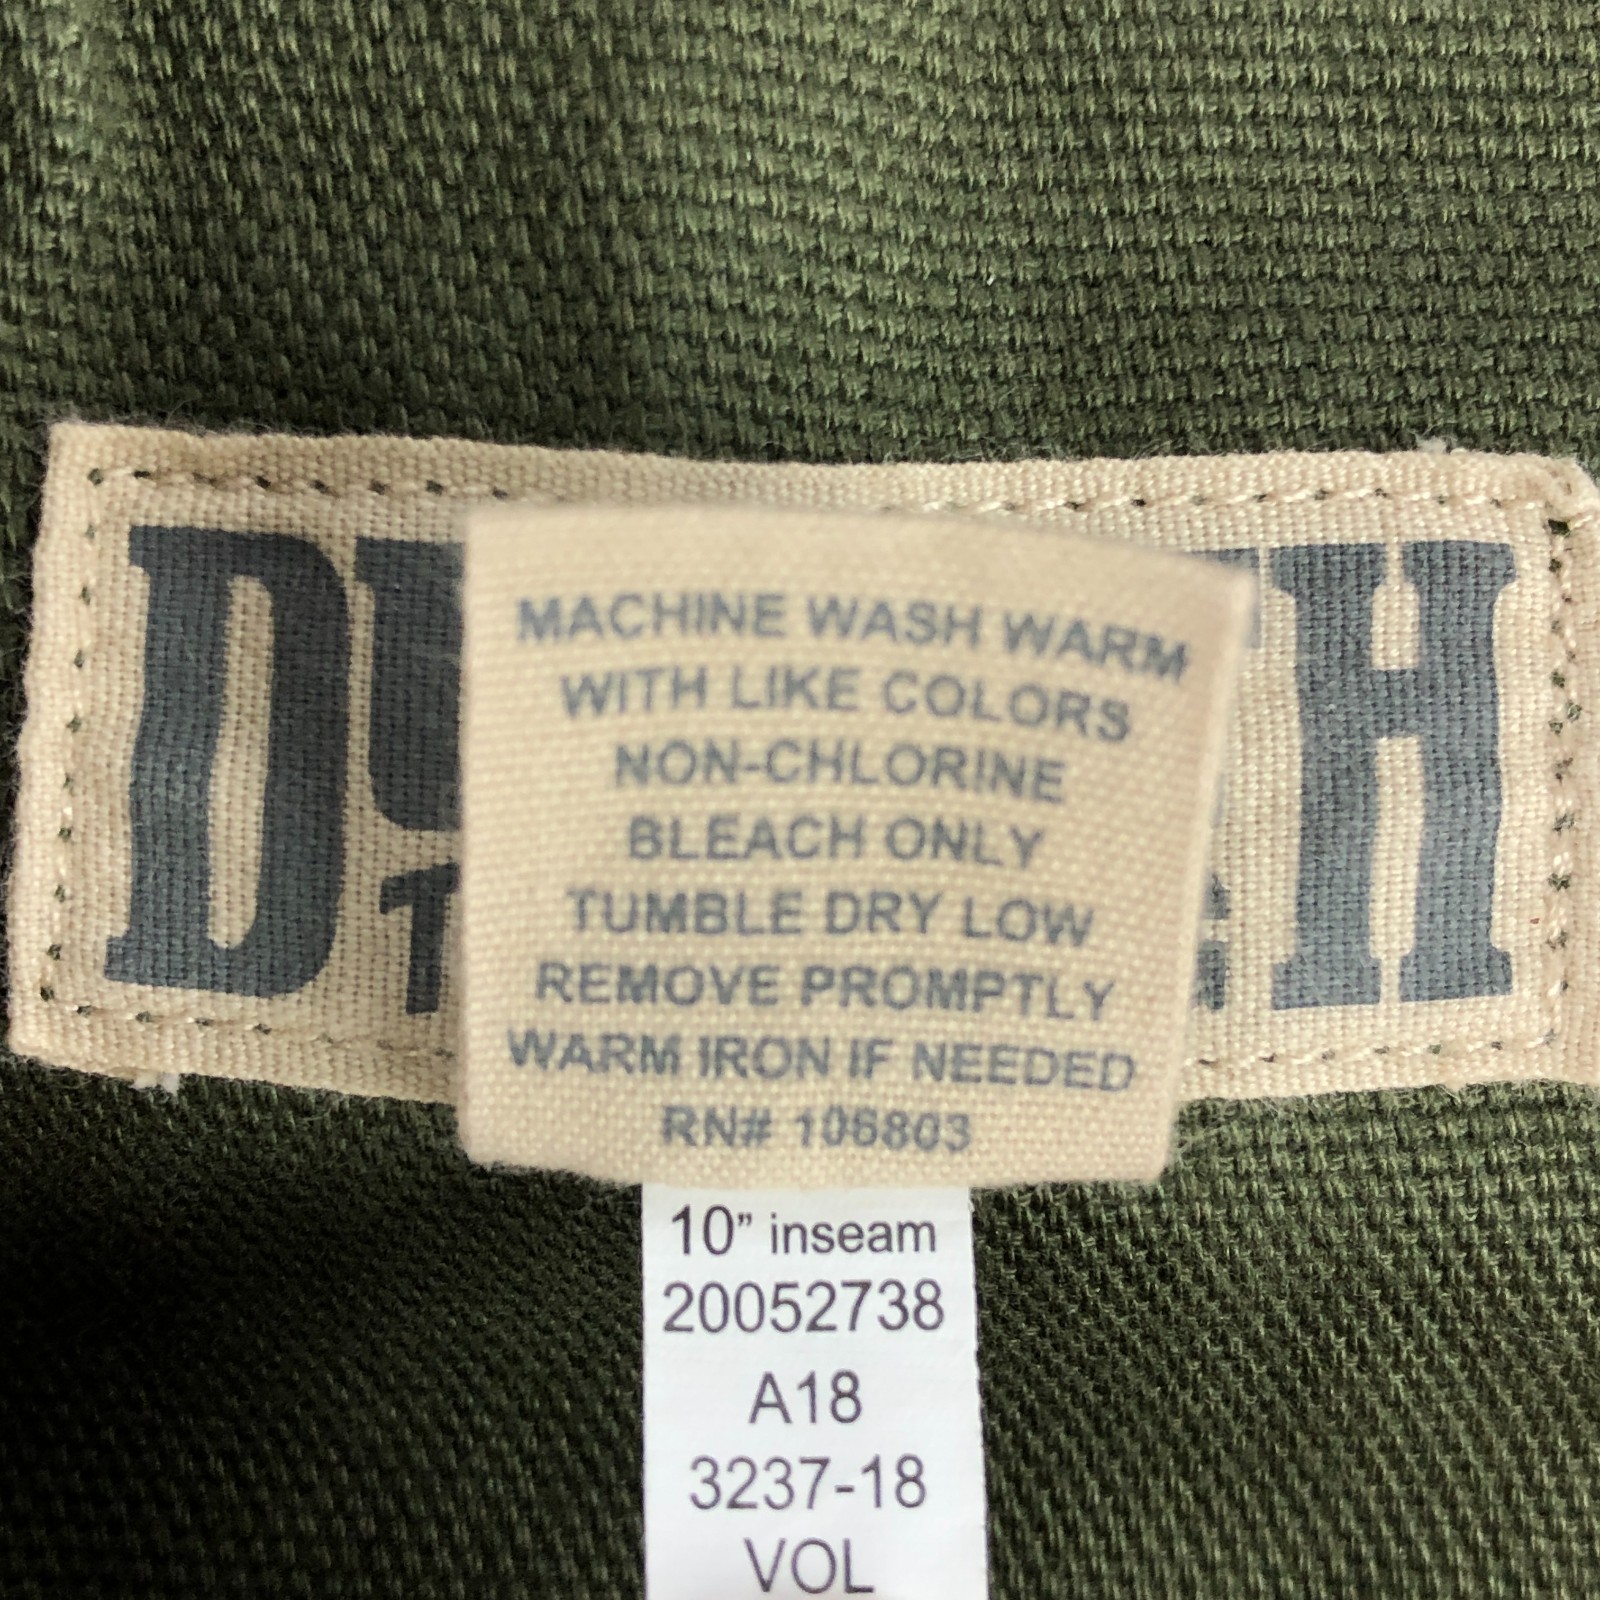 MACHINE WASH WARM
WITH LIKE COLORS
NON-CHLORINE
BLEACH ONLY
TUMBLE DRY LOW
REMOVE PROMPTLY
WARM IRON IF NEEDED
RN# 106803
10” inseam
20052738
A18
3237-18
VOL